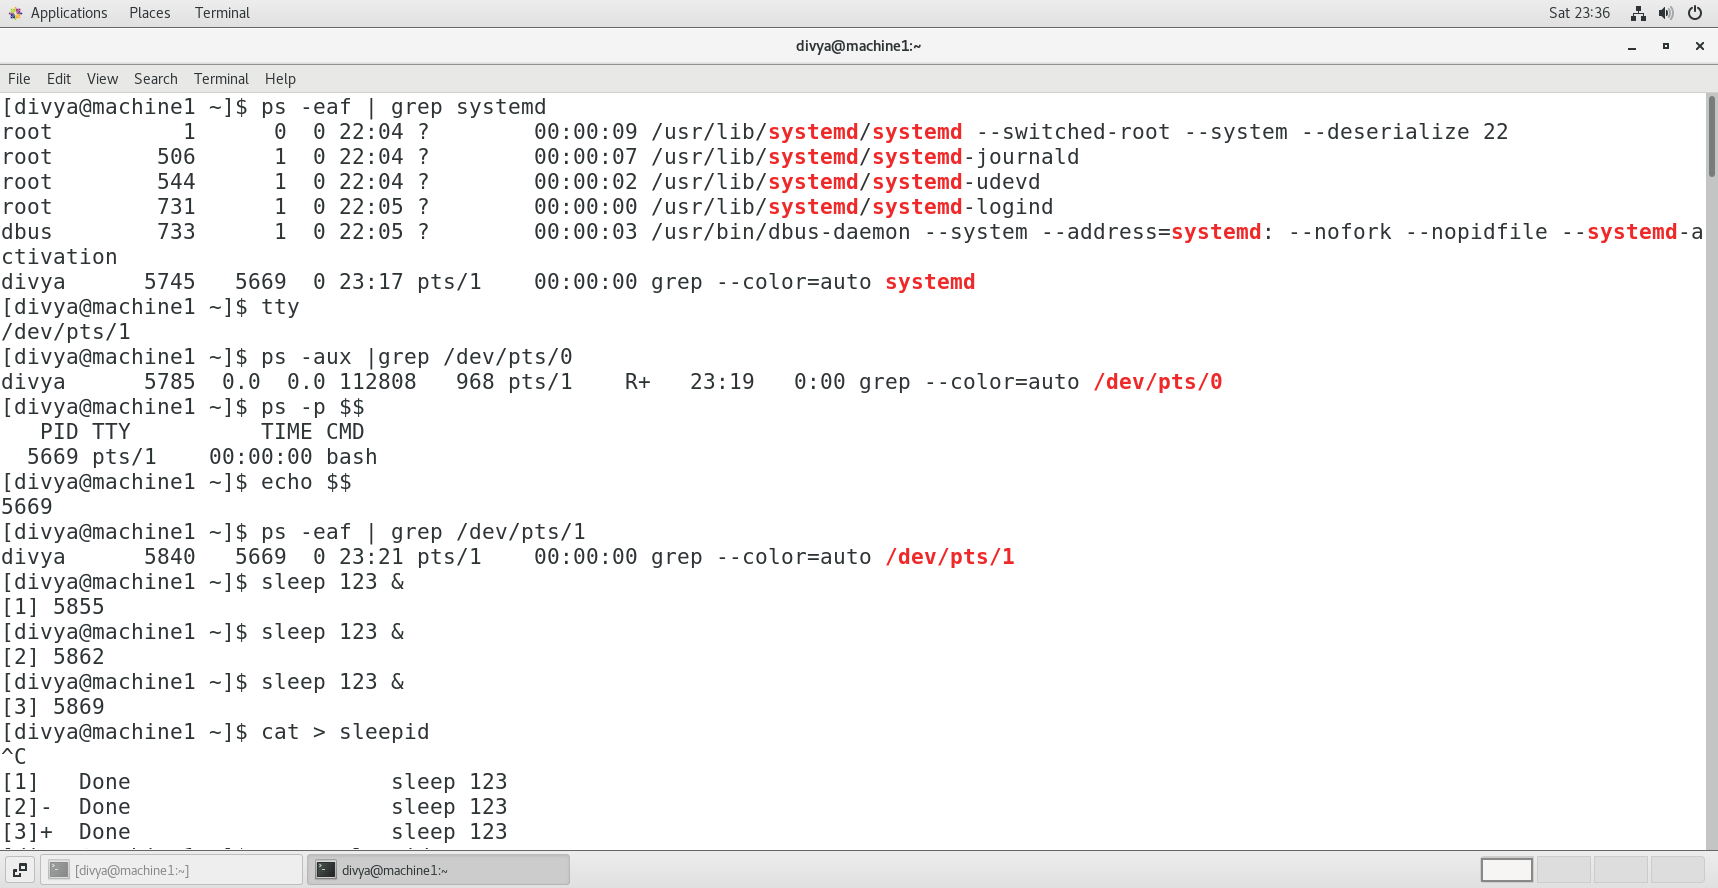 Applications Places Terminal Sat 23:36
divya@machine1:~
File Edit View Search Terminal Help
[divya@machine1 ~]$ ps -eaf | grep systemd
root          1      0  0 22:04 ?        00:00:09 /usr/lib/systemd/systemd --switched-root --system --deserialize 22
root        506      1  0 22:04 ?        00:00:07 /usr/lib/systemd/systemd-journald
root        544      1  0 22:04 ?        00:00:02 /usr/lib/systemd/systemd-udevd
root        731      1  0 22:05 ?        00:00:00 /usr/lib/systemd/systemd-logind
dbus        733      1  0 22:05 ?        00:00:03 /usr/bin/dbus-daemon --system --address=systemd: --nofork --nopidfile --systemd-a
ctivation
divya      5745   5669  0 23:17 pts/1    00:00:00 grep --color=auto systemd
[divya@machine1 ~]$ tty
/dev/pts/1
[divya@machine1 ~]$ ps -aux |grep /dev/pts/0
divya      5785  0.0  0.0 112808   968 pts/1    R+   23:19   0:00 grep --color=auto /dev/pts/0
[divya@machine1 ~]$ ps -p $$
   PID TTY          TIME CMD
  5669 pts/1    00:00:00 bash
[divya@machine1 ~]$ echo $$
5669
[divya@machine1 ~]$ ps -eaf | grep /dev/pts/1
divya      5840   5669  0 23:21 pts/1    00:00:00 grep --color=auto /dev/pts/1
[divya@machine1 ~]$ sleep 123 &
[1] 5855
[divya@machine1 ~]$ sleep 123 &
[2] 5862
[divya@machine1 ~]$ sleep 123 &
[3] 5869
[divya@machine1 ~]$ cat > sleepid
^C
[1]   Done                    sleep 123
[2]-  Done                    sleep 123
[3]+  Done                    sleep 123
[divya@machine1:~] divya@machine1:~